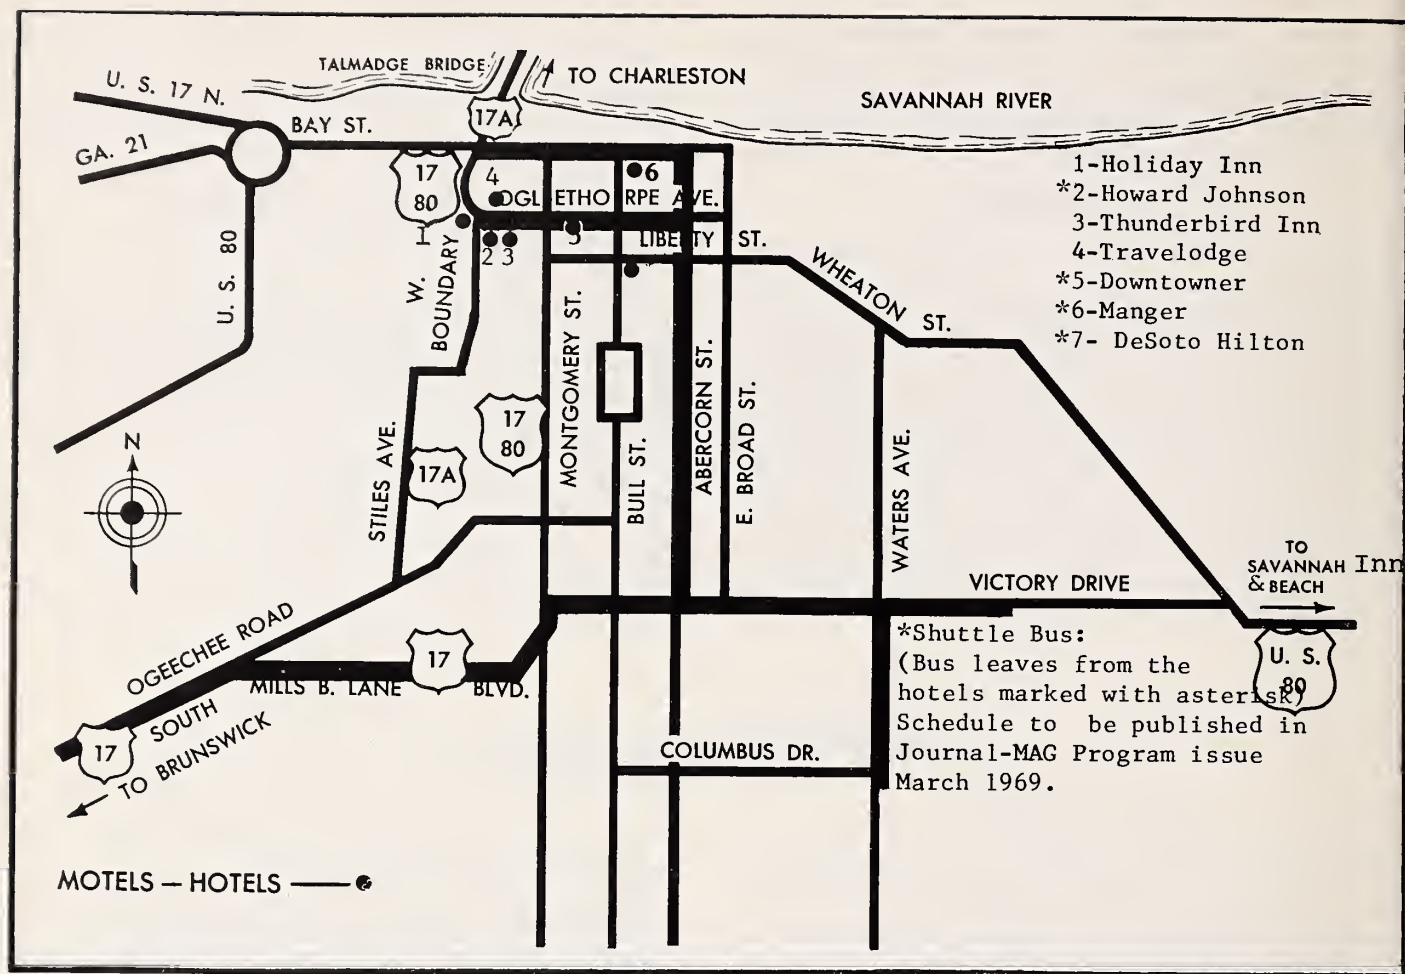 TALMADGE BRIDGE
TO CHARLESTON
U. S. 17 N.
17A
SAVANNAH RIVER
BAY ST.
GA. 21
17
80
4
6
OGLETHORPE AVE.
1
2 3
5
LIBERTY ST.
1-Holiday Inn
*2-Howard Johnson
3-Thunderbird Inn
4-Travelodge
*5-Downtowner
*6-Manger
*7- DeSoto Hilton
U. S. 80
W. BOUNDARY
WHEATON ST.
MONTGOMERY ST.
ABERCORN ST.
E. BROAD ST.
BULL ST.
17
80
STILES AVE.
17A
WATERS AVE.
N
TO
SAVANNAH Inn
& BEACH
VICTORY DRIVE
U. S.
80
OGEECHEE ROAD
17
MILLS B. LANE BLVD.
SOUTH
17
TO BRUNSWICK
*Shuttle Bus:
(Bus leaves from the
hotels marked with asterisk)
Schedule to be published in
Journal-MAG Program issue
March 1969.
COLUMBUS DR.
MOTELS — HOTELS